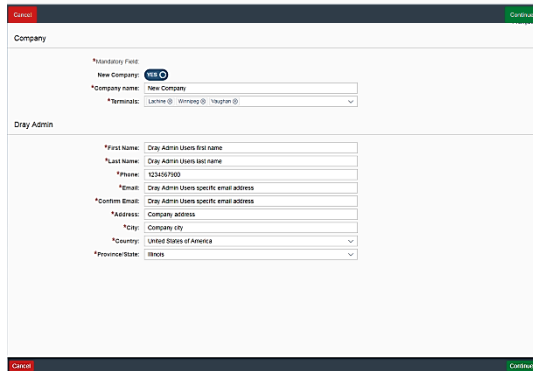 Cancel Continue
Company
*Mandatory Field
New Company: YES
*Company name: New Company
*Terminals: Lachine Winnipeg Vaughan
Dray Admin
*First Name: Dray Admin Users first name
*Last Name: Dray Admin Users last name
*Phone: 1234567900
*Email: Dray Admin Users specific email address
*Confirm Email: Dray Admin Users specific email address
*Address: Company address
*City: Company city
*Country: United States of America
*Province/State: Illinois
Cancel Continue